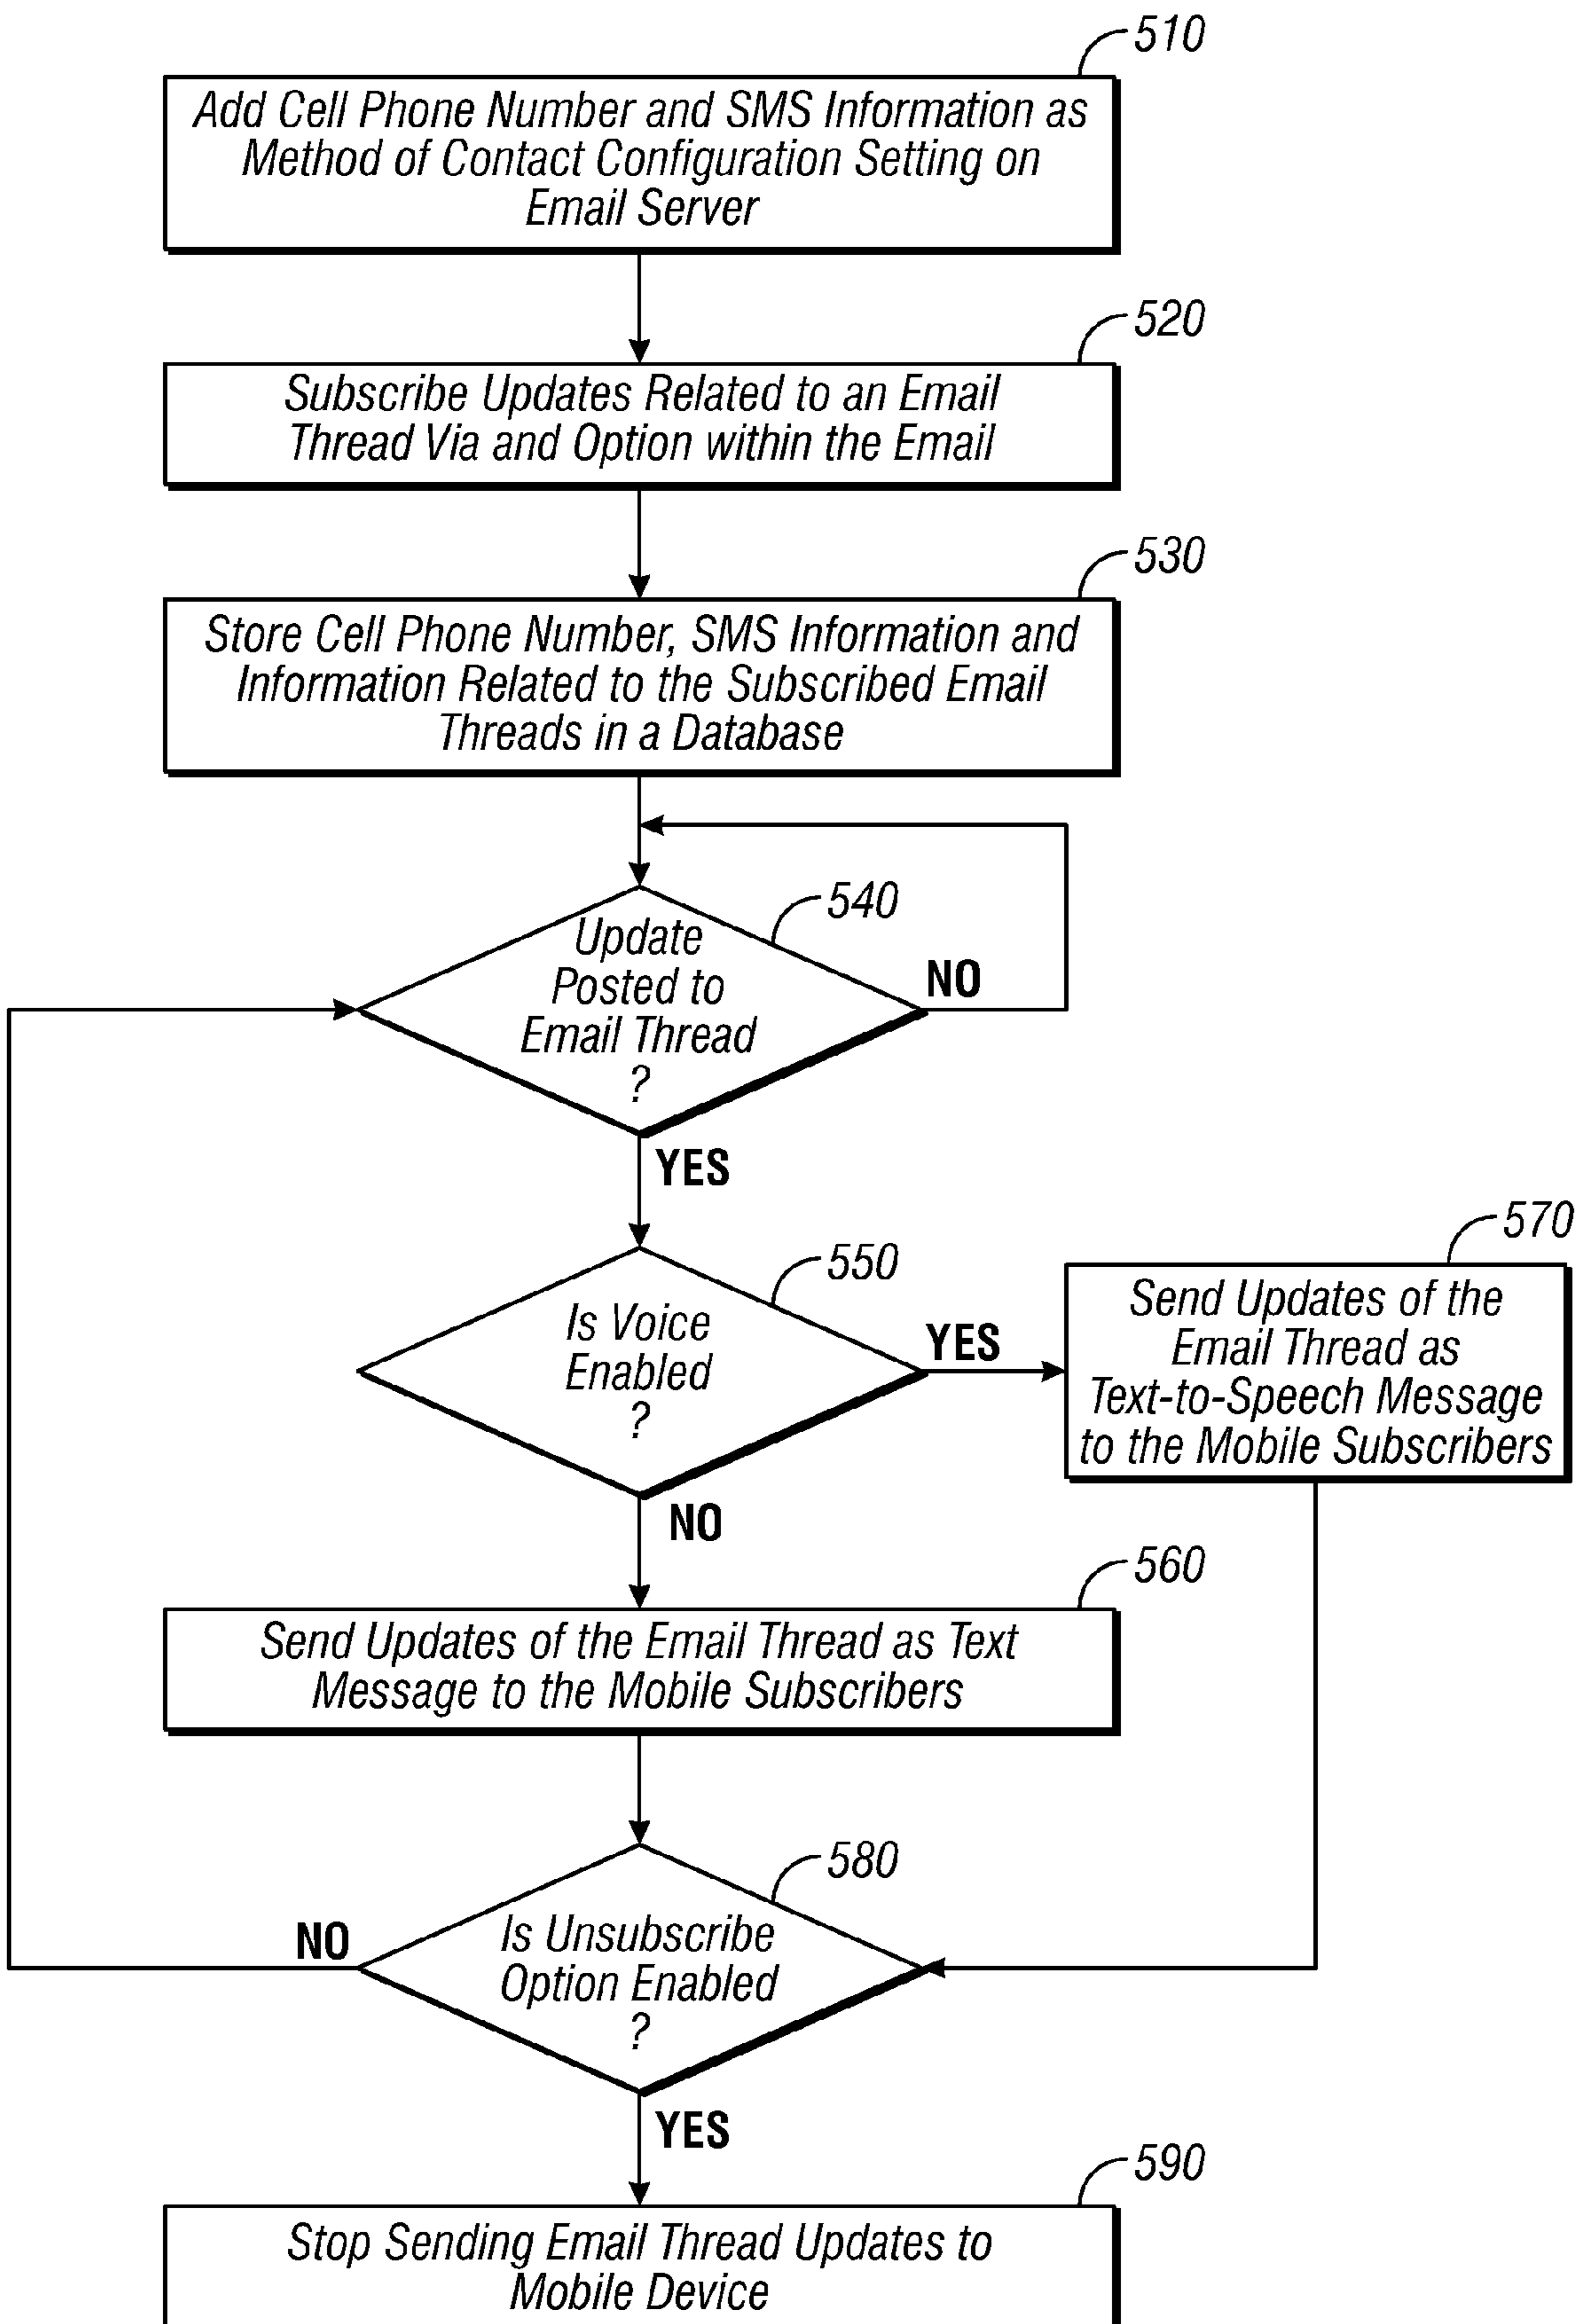 510
Add Cell Phone Number and SMS Information as
Method of Contact Configuration Setting on
Email Server
520
Subscribe Updates Related to an Email
Thread Via and Option within the Email
530
Store Cell Phone Number, SMS Information and
Information Related to the Subscribed Email
Threads in a Database
540
Update
Posted to
Email Thread
?
NO
YES
550
Is Voice
Enabled
?
YES
NO
570
Send Updates of the
Email Thread as
Text-to-Speech Message
to the Mobile Subscribers
560
Send Updates of the Email Thread as Text
Message to the Mobile Subscribers
580
Is Unsubscribe
Option Enabled
?
NO
YES
590
Stop Sending Email Thread Updates to
Mobile Device